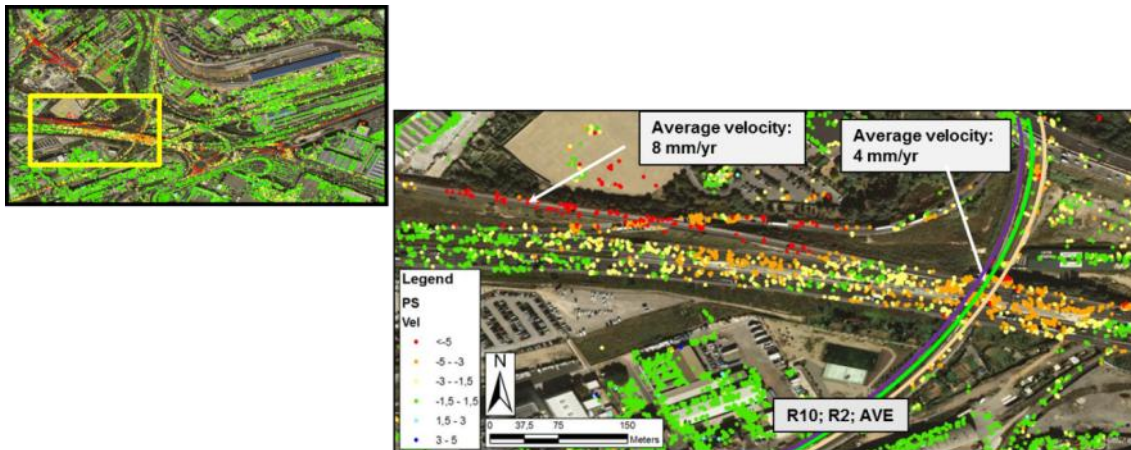 Average velocity:
8 mm/yr
Average velocity:
4 mm/yr
Legend
PS
Vel
<-5
-5 - -3
-3 - -1,5
-1,5 - 1,5
1,5 - 3
3 - 5
N
0 37,5 75 150
Meters
R10; R2; AVE